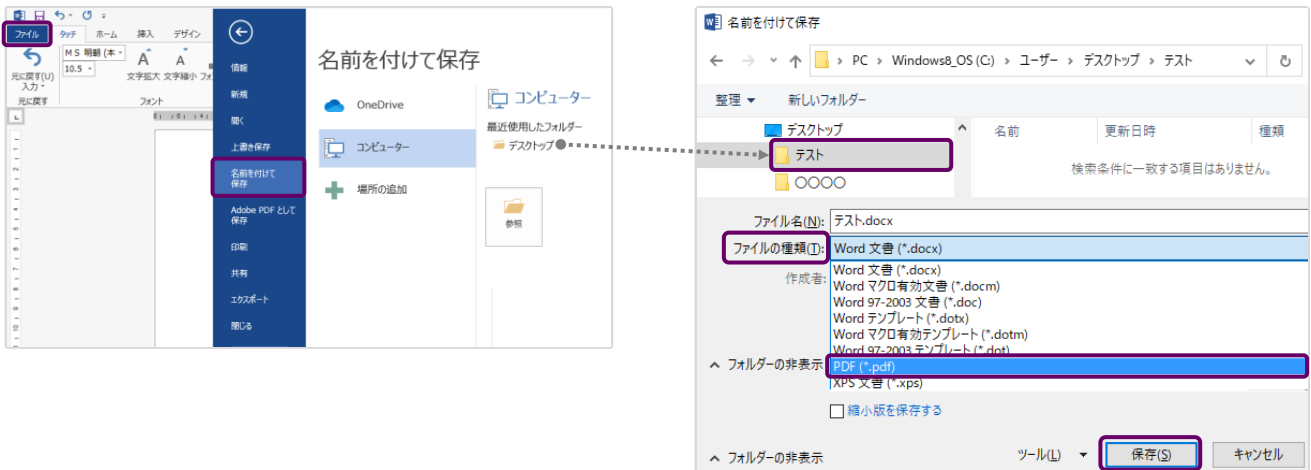 ファイル
タッチ
ホーム
挿入
デザイン
元に戻す(U)
入力
元に戻す
MS 明朝 (本
10.5
A
A
文字拡大
文字縮小
フォント
情報
新規
開く
上書き保存
名前を付けて
保存
Adobe PDF として
保存
印刷
共有
エクスポート
閉じる
名前を付けて保存
OneDrive
コンピューター
場所の追加
コンピューター
最近使用したフォルダー
デスクトップ
参照
名前を付けて保存
PC › Windows8_OS (C:) › ユーザー › デスクトップ › テスト
整理 新しいフォルダー
デスクトップ
テスト
〇〇〇〇
名前 更新日時 種類
検索条件に一致する項目はありません。
ファイル名(N): テスト.docx
ファイルの種類(T): Word 文書 (*.docx)
作成者:
Word 文書 (*.docx)
Word マクロ有効文書 (*.docm)
Word 97-2003 文書 (*.doc)
Word テンプレート (*.dotx)
Word マクロ有効テンプレート (*.dotm)
Word 97-2003 テンプレート (*.dot)
フォルダーの非表示
PDF (*.pdf)
XPS 文書 (*.xps)
縮小版を保存する
フォルダーの非表示
ツール(L)
保存(S)
キャンセル